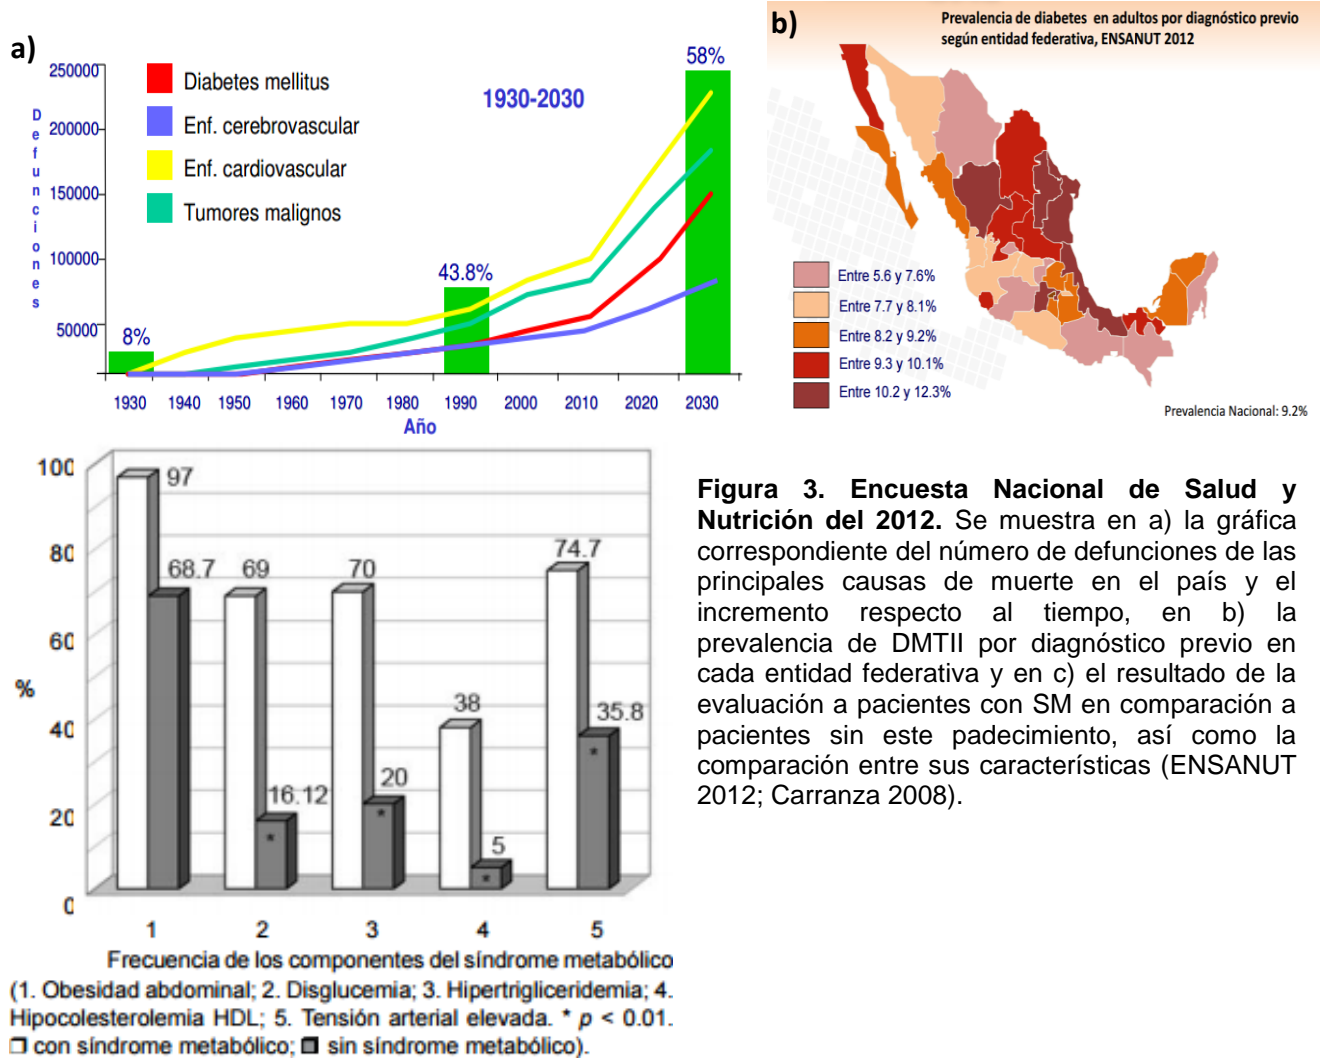 a)
250000
200000
150000
100000
50000
Defunciones
Diabetes mellitus
Enf. cerebrovascular
Enf. cardiovascular
Tumores malignos
1930-2030
8%
43.8%
58%
1930 1940 1950 1960 1970 1980 1990 2000 2010 2020 2030
Año
b)
Prevalencia de diabetes en adultos por diagnóstico previo
según entidad federativa, ENSANUT 2012
Entre 5.6 y 7.6%
Entre 7.7 y 8.1%
Entre 8.2 y 9.2%
Entre 9.3 y 10.1%
Entre 10.2 y 12.3%
Prevalencia Nacional: 9.2%
100
80
60
40
20
0
%
97
68.7
69
16.12
*
70
20
*
38
5
*
74.7
35.8
*
1 2 3 4 5
Frecuencia de los componentes del síndrome metabólico
(1. Obesidad abdominal; 2. Disglucemia; 3. Hipertrigliceridemia; 4.
Hipocolesterolemia HDL; 5. Tensión arterial elevada. * p < 0.01.
con síndrome metabólico; sin síndrome metabólico).
Figura 3. Encuesta Nacional de Salud y
Nutrición del 2012. Se muestra en a) la gráfica
correspondiente del número de defunciones de las
principales causas de muerte en el país y el
incremento respecto al tiempo, en b) la
prevalencia de DMTII por diagnóstico previo en
cada entidad federativa y en c) el resultado de la
evaluación a pacientes con SM en comparación a
pacientes sin este padecimiento, así como la
comparación entre sus características (ENSANUT
2012; Carranza 2008).